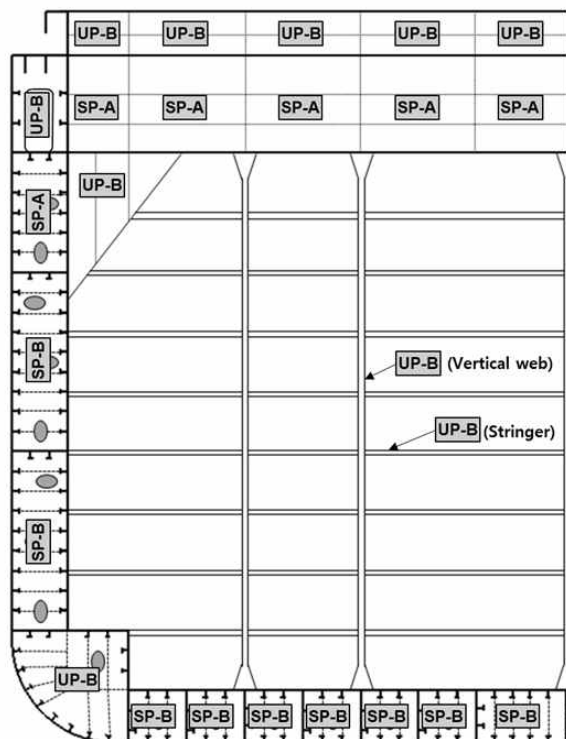 UP-B UP-B UP-B UP-B UP-B
UP-B SP-A SP-A SP-A SP-A SP-A
UP-B
SP-A
SP-B
UP-B (Vertical web)
UP-B (Stringer)
SP-B
UP-B
SP-B SP-B SP-B SP-B SP-B SP-B SP-B